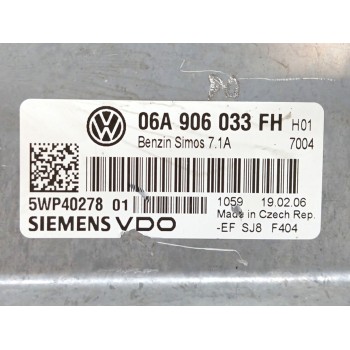 06A 906 033 FH H01
Benzin Simos 7.1A 7004
5WP40278 01 1059 19.02.06
Made in Czech Rep.
SIEMENS VDO -EF SJ8 F404